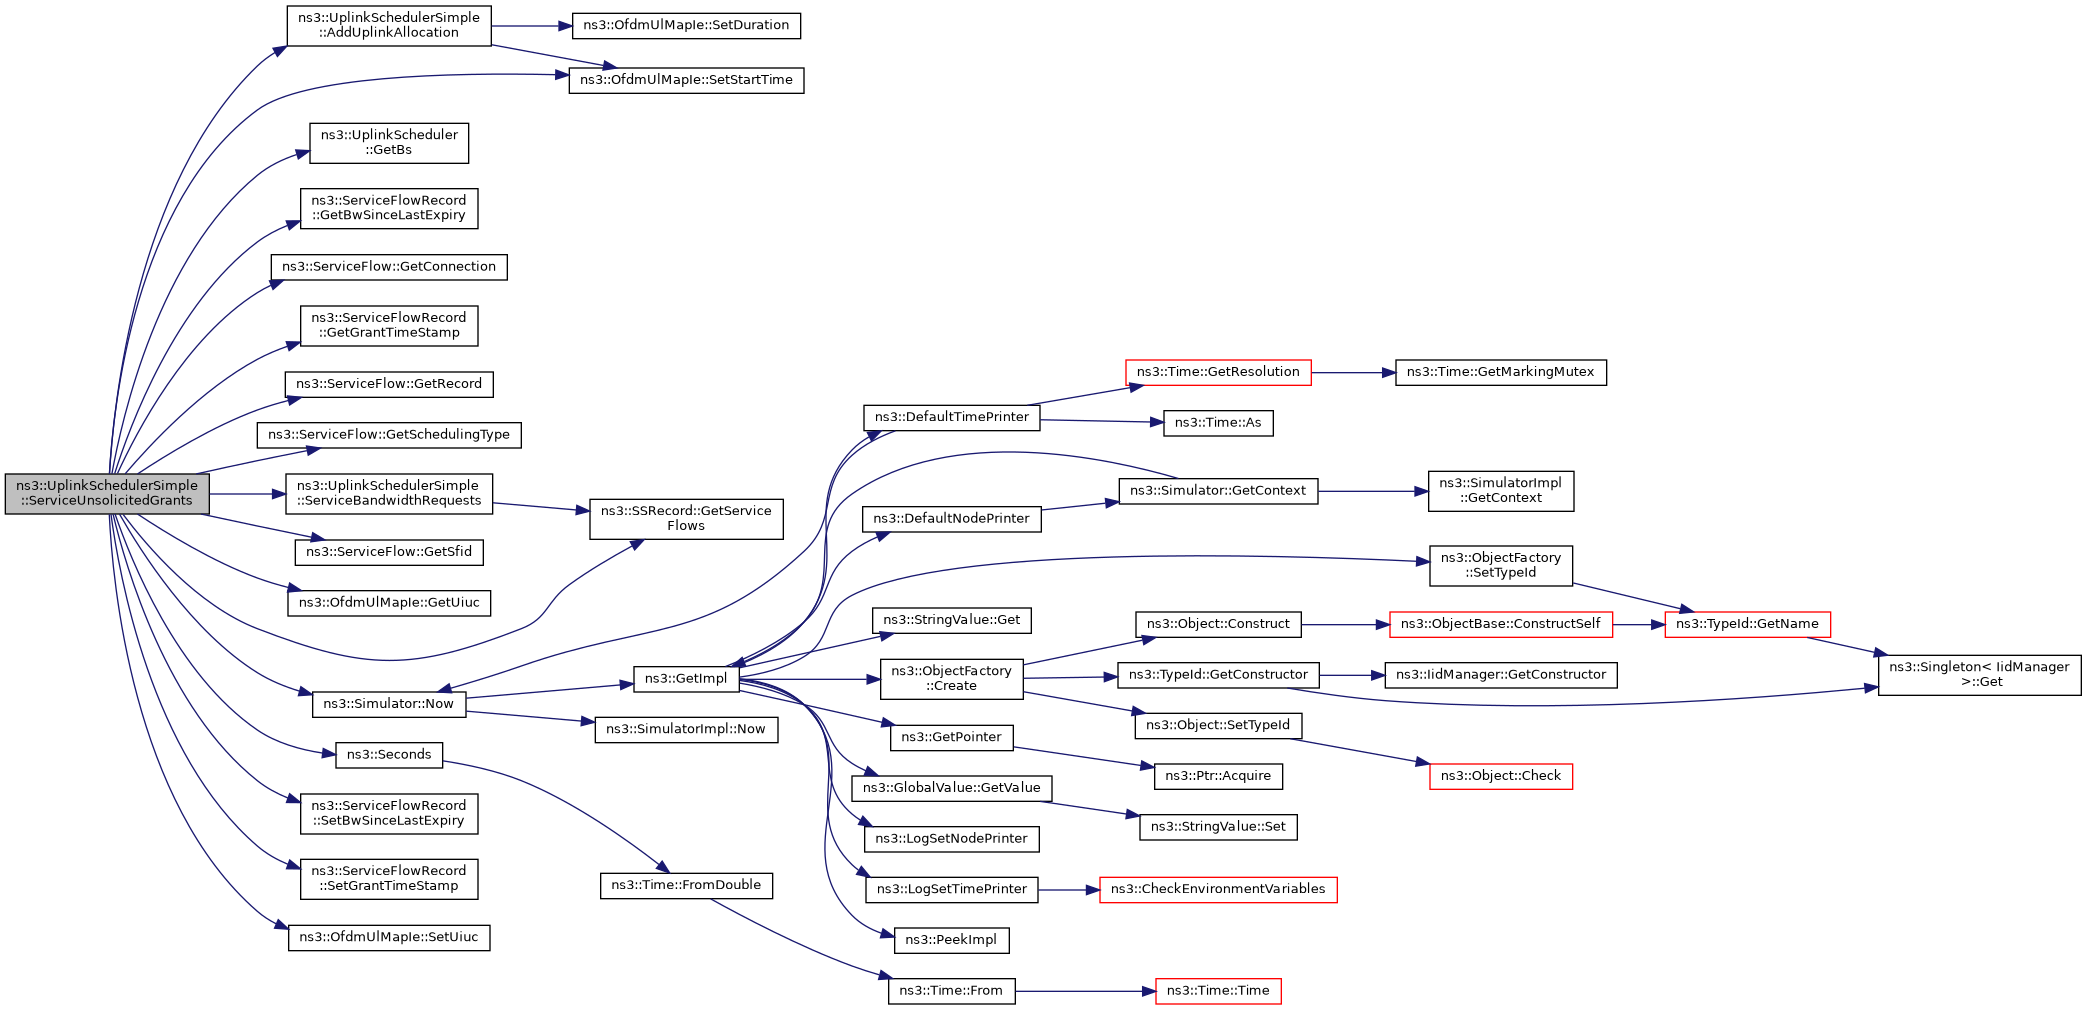 ns3::UplinkSchedulerSimple
::ServiceUnsolicitedGrants
ns3::UplinkSchedulerSimple
::AddUplinkAllocation
ns3::OfdmUlMapIe::SetDuration
ns3::OfdmUlMapIe::SetStartTime
ns3::UplinkScheduler
::GetBs
ns3::ServiceFlowRecord
::GetBwSinceLastExpiry
ns3::ServiceFlow::GetConnection
ns3::ServiceFlowRecord
::GetGrantTimeStamp
ns3::ServiceFlow::GetRecord
ns3::ServiceFlow::GetSchedulingType
ns3::UplinkSchedulerSimple
::ServiceBandwidthRequests
ns3::SSRecord::GetService
Flows
ns3::ServiceFlow::GetSfid
ns3::OfdmUlMapIe::GetUiuc
ns3::Simulator::Now
ns3::Seconds
ns3::ServiceFlowRecord
::SetBwSinceLastExpiry
ns3::ServiceFlowRecord
::SetGrantTimeStamp
ns3::OfdmUlMapIe::SetUiuc
ns3::GetImpl
ns3::SimulatorImpl::Now
ns3::Time::FromDouble
ns3::DefaultTimePrinter
ns3::DefaultNodePrinter
ns3::StringValue::Get
ns3::ObjectFactory
::Create
ns3::GetPointer
ns3::GlobalValue::GetValue
ns3::LogSetNodePrinter
ns3::LogSetTimePrinter
ns3::PeekImpl
ns3::Time::From
ns3::Time::GetResolution
ns3::Time::As
ns3::Simulator::GetContext
ns3::Object::Construct
ns3::TypeId::GetConstructor
ns3::Object::SetTypeId
ns3::Ptr::Acquire
ns3::StringValue::Set
ns3::CheckEnvironmentVariables
ns3::Time::Time
ns3::Time::GetMarkingMutex
ns3::SimulatorImpl
::GetContext
ns3::ObjectFactory
::SetTypeId
ns3::ObjectBase::ConstructSelf
ns3::IidManager::GetConstructor
ns3::Object::Check
ns3::TypeId::GetName
ns3::Singleton< IidManager
>::Get